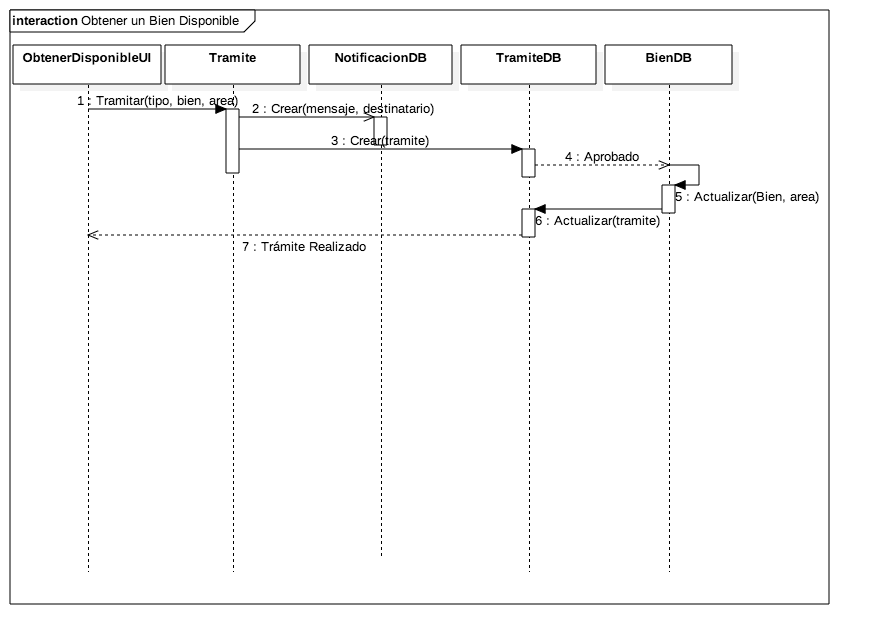 interaction Obtener un Bien Disponible
ObtenerDisponibleUI
Tramite
NotificacionDB
TramiteDB
BienDB
1 : Tramitar(tipo, bien, area)
2 : Crear(mensaje, destinatario)
3 : Crear(tramite)
4 : Aprobado
5 : Actualizar(Bien, area)
6 : Actualizar(tramite)
7 : Trámite Realizado